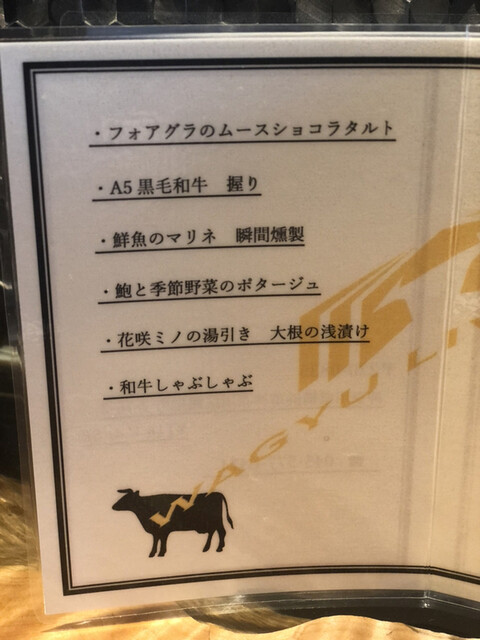 ・フォアグラのムースショコラタルト
・A5 黒毛和牛　握り
・鮮魚のマリネ　瞬間燻製
・鮑と季節野菜のポタージュ
・花咲ミノの湯引き　大根の浅漬け
・和牛しゃぶしゃぶ
WAGYU